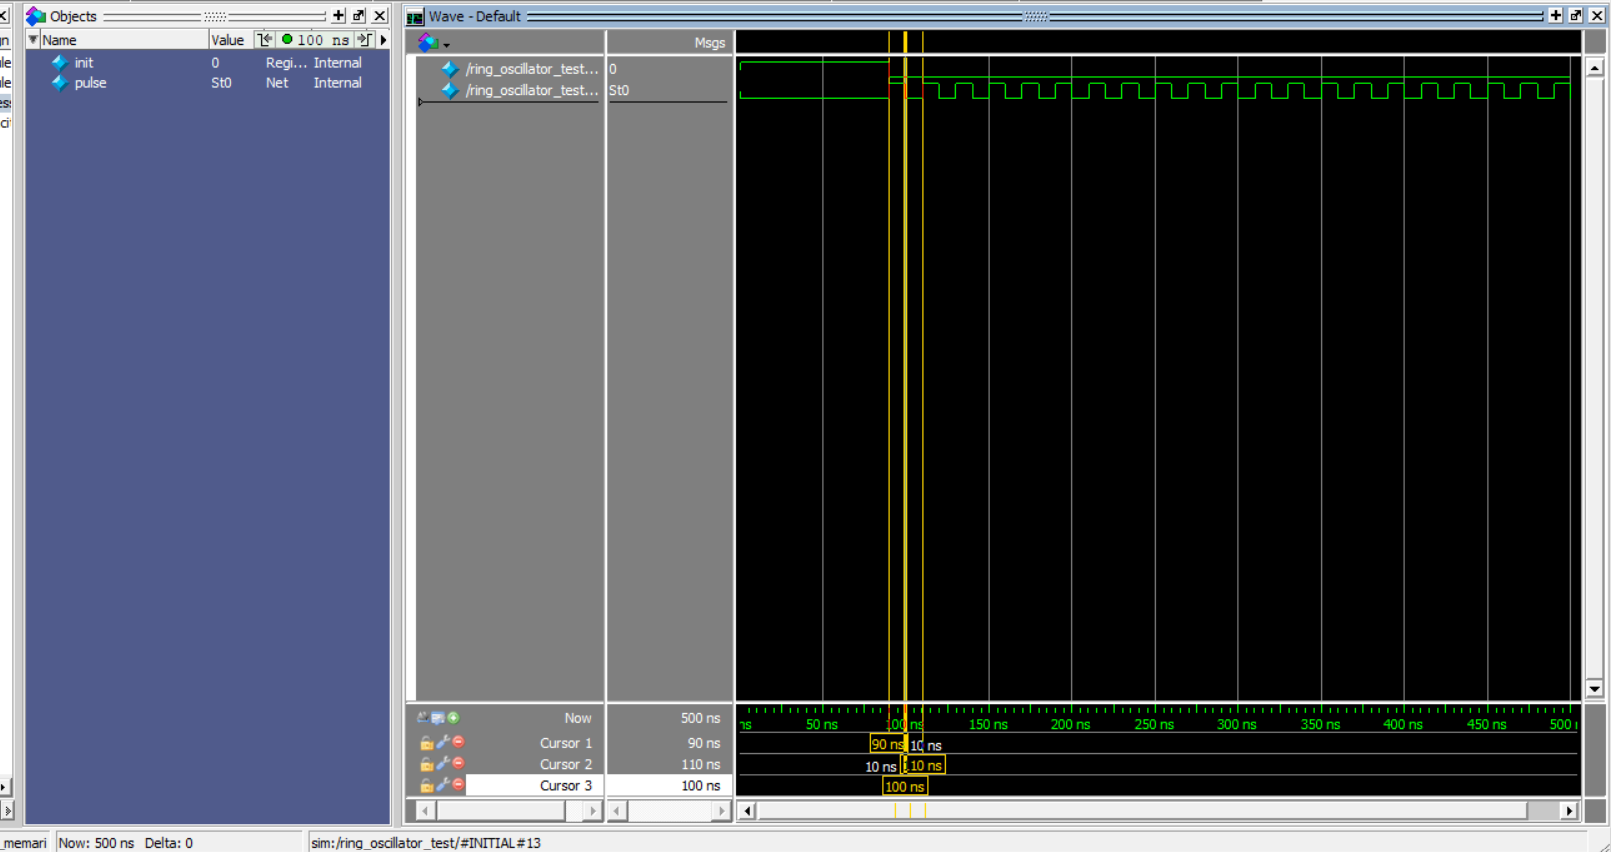 Objects
Name Value 100 ns
init 0 Regi... Internal
pulse St0 Net Internal
Wave - Default
Msgs
/ring_oscillator_test... 0
/ring_oscillator_test... St0
Now 500 ns
50 ns 100 ns 150 ns 200 ns 250 ns 300 ns 350 ns 400 ns 450 ns 500
Cursor 1 90 ns 90 ns 10 ns
Cursor 2 110 ns 10 ns 110 ns
Cursor 3 100 ns 100 ns
_memari Now: 500 ns Delta: 0 sim:/ring_oscillator_test/#INITIAL#13